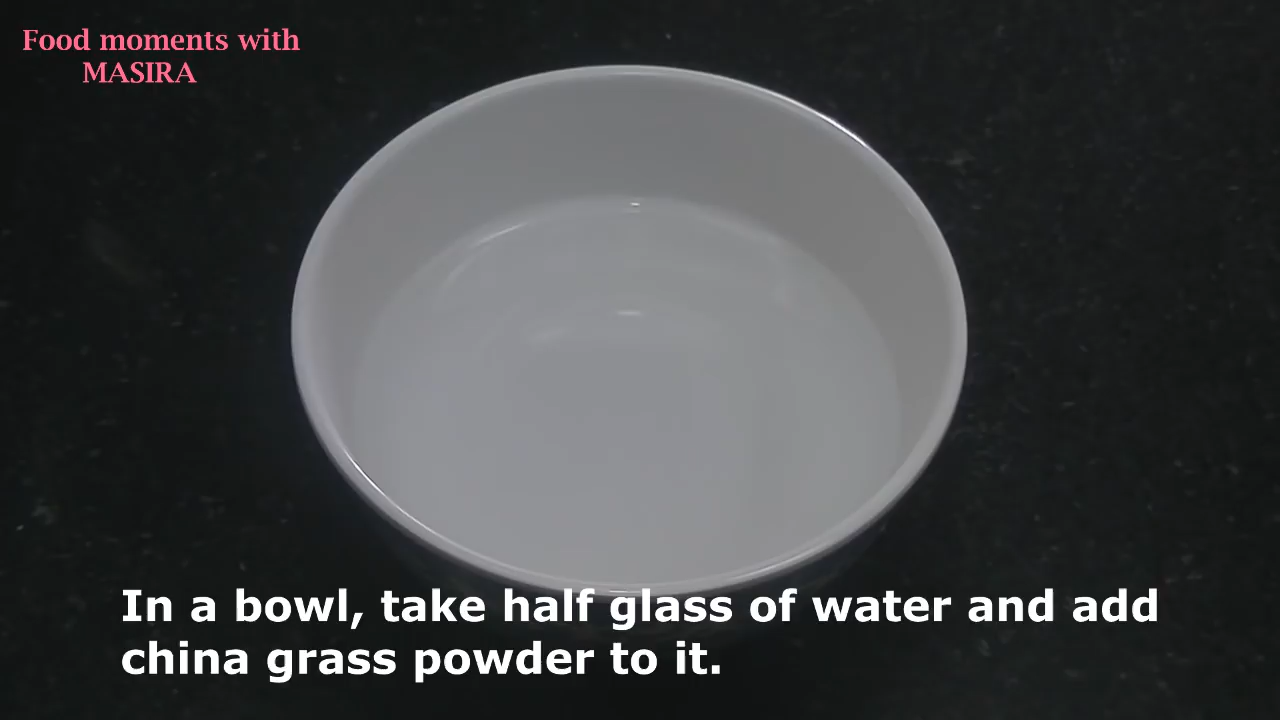 Food moments with
MASIRA
In a bowl, take half glass of water and add
china grass powder to it.